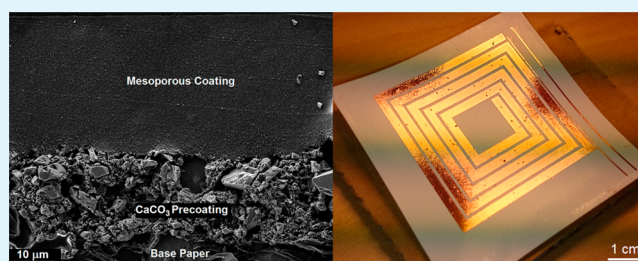 Mesoporous Coating
CaCO₃ Precoating
Base Paper
10 μm
1 cm